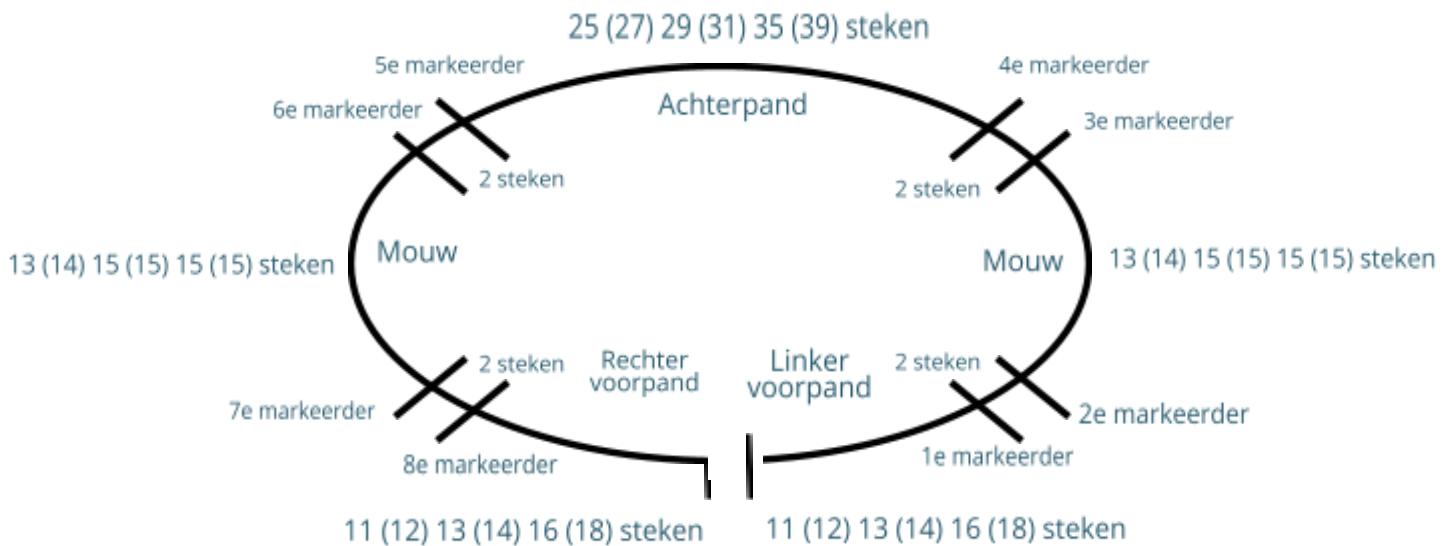 25 (27) 29 (31) 35 (39) steken
5e markeerder
4e markeerder
6e markeerder
Achterpand
3e markeerder
2 steken
2 steken
13 (14) 15 (15) 15 (15) steken
Mouw
Mouw
13 (14) 15 (15) 15 (15) steken
2 steken
Rechter
voorpand
Linker
voorpand
2 steken
7e markeerder
2e markeerder
8e markeerder
1e markeerder
11 (12) 13 (14) 16 (18) steken
11 (12) 13 (14) 16 (18) steken